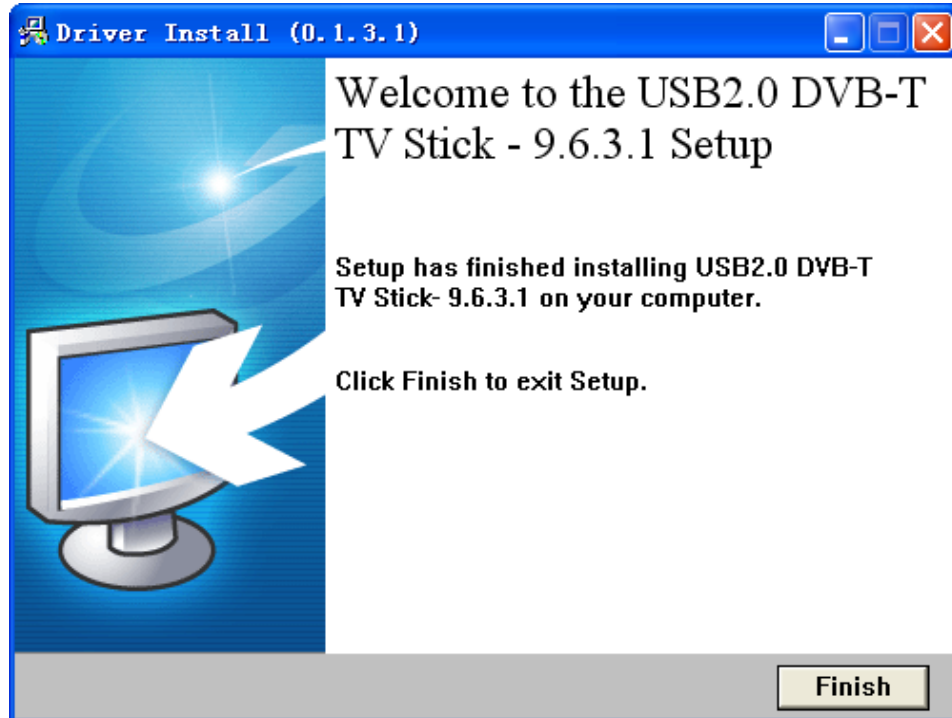 Driver Install (0.1.3.1)
Welcome to the USB2.0 DVB-T
TV Stick - 9.6.3.1 Setup
Setup has finished installing USB2.0 DVB-T
TV Stick- 9.6.3.1 on your computer.
Click Finish to exit Setup.
Finish